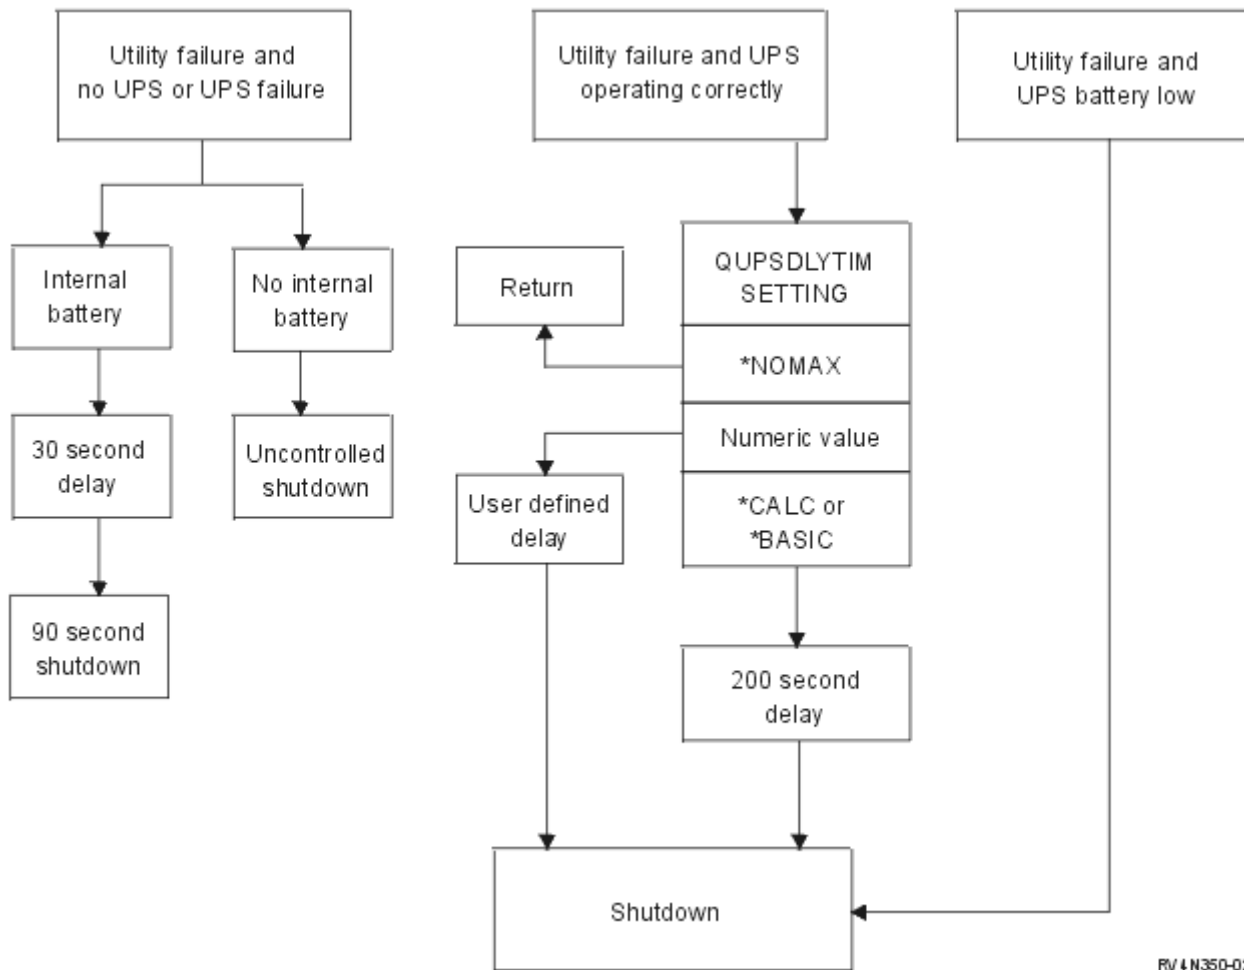 Utility failure and
no UPS or UPS failure
Utility failure and UPS
operating correctly
Utility failure and
UPS battery low
Internal
battery
No internal
battery
Return
QUPSDLYTIM
SETTING
*NOMAX
Numeric value
*CALC or
*BASIC
30 second
delay
Uncontrolled
shutdown
User defined
delay
90 second
shutdown
200 second
delay
Shutdown